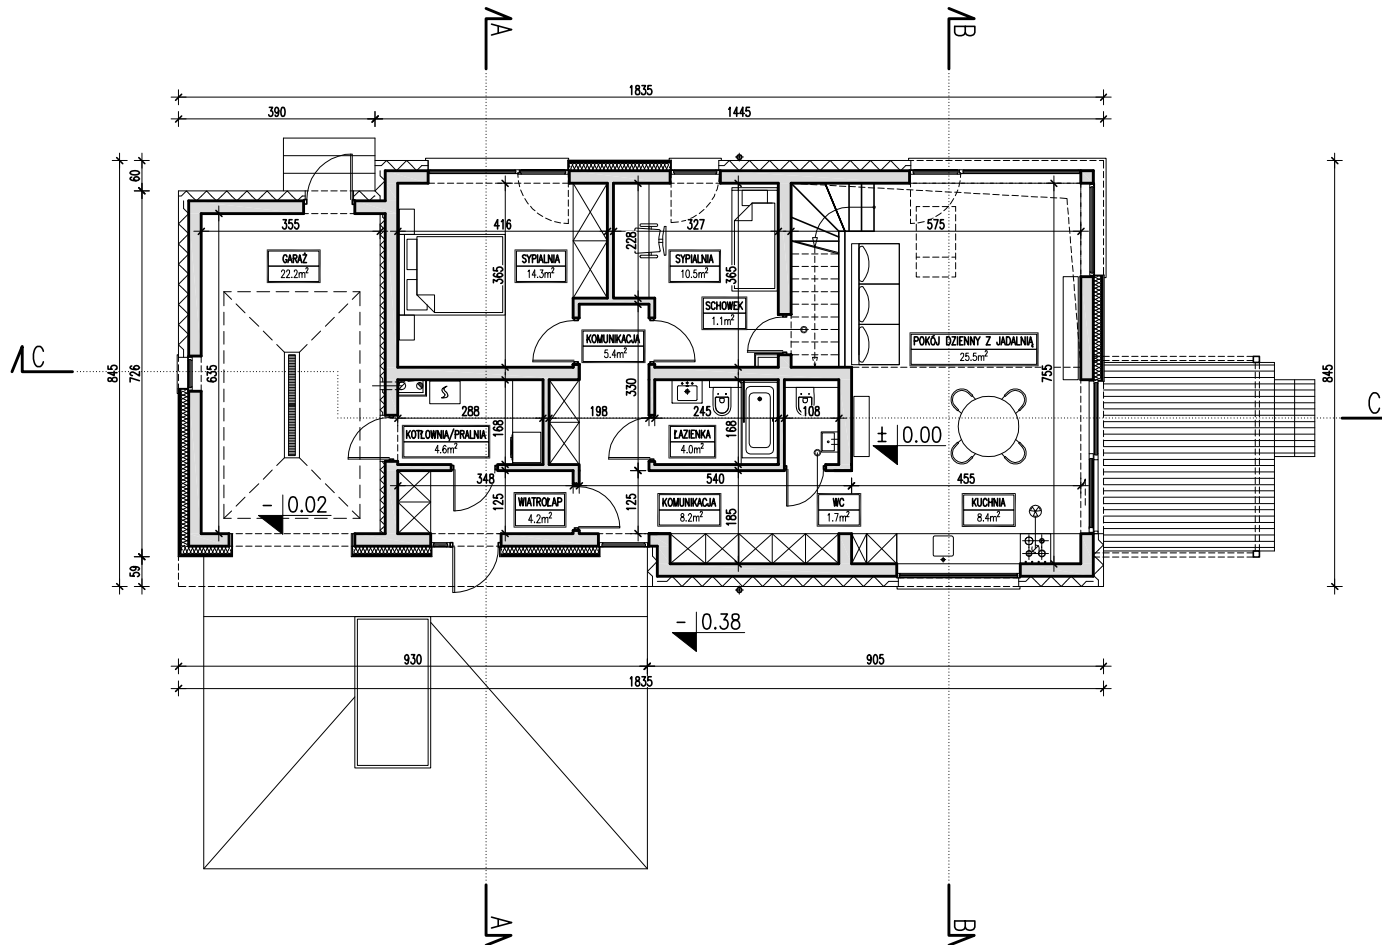 A
B
1835
390
1445
60
355
416
327
228
575
GARAŻ
22.2m²
SYPIALNIA
14.3m²
SYPIALNIA
10.5m²
365
365
SCHOWEK
1.1m²
KOMUNIKACJA
5.4m²
POKÓJ DZIENNY Z JADALNIĄ
25.5m²
C
845
726
635
330
755
845
288
198
245
108
C
168
168
KOTŁOWNIA/PRALNIA
4.6m²
ŁAZIENKA
4.0m²
± 0.00
348
540
455
- 0.02
125
WIATROŁAP
4.2m²
125
KOMUNIKACJA
8.2m²
185
WC
1.7m²
KUCHNIA
8.4m²
59
- 0.38
930
905
1835
A
B